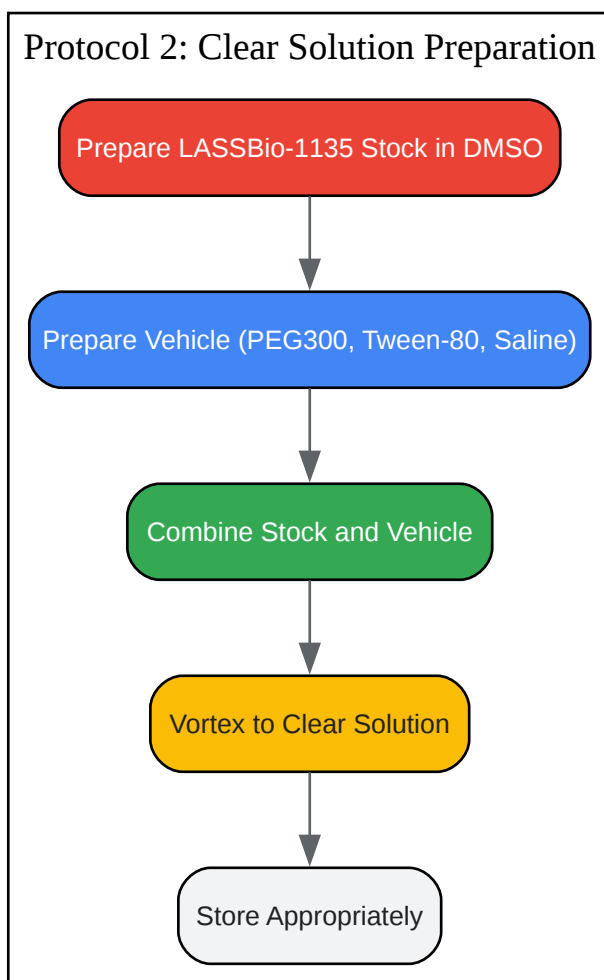 Protocol 2: Clear Solution Preparation
Prepare LASSBio-1135 Stock in DMSO
Prepare Vehicle (PEG300, Tween-80, Saline)
Combine Stock and Vehicle
Vortex to Clear Solution
Store Appropriately